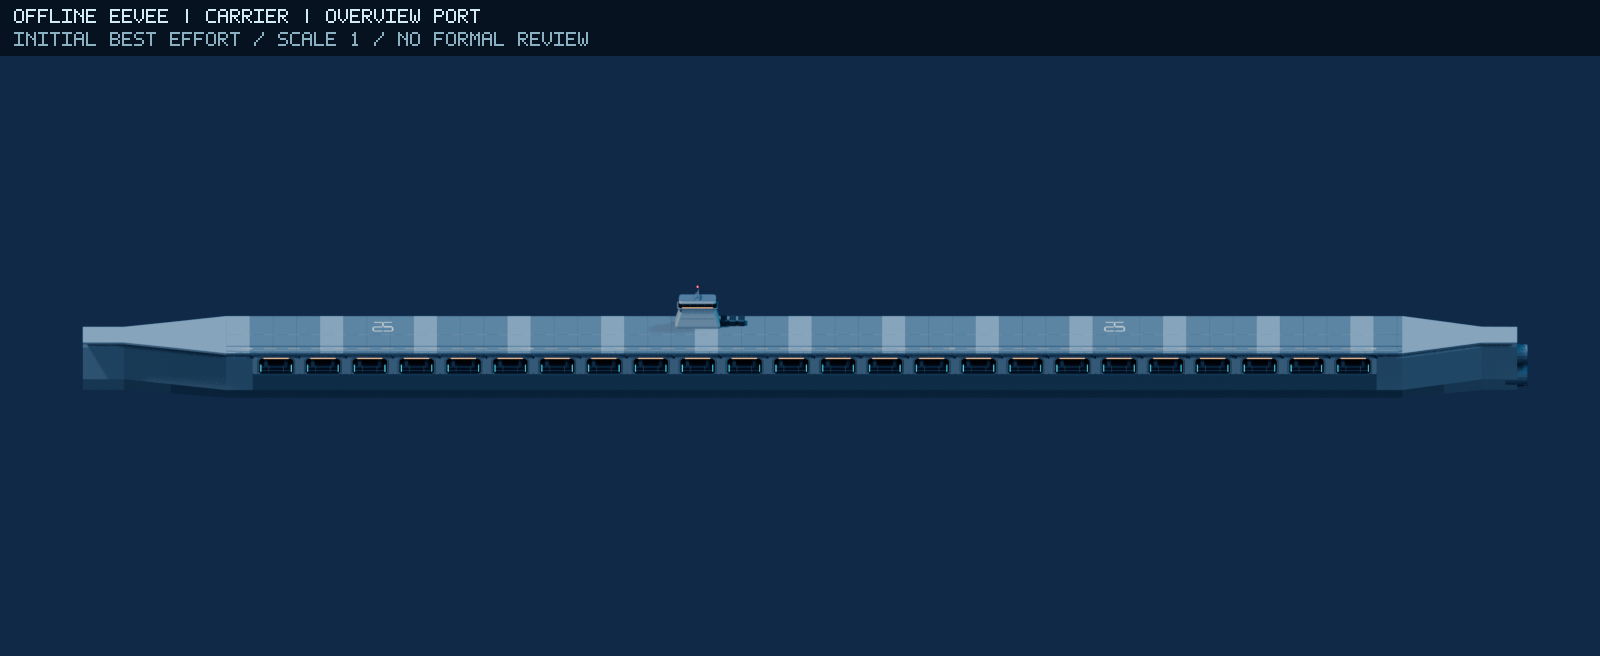 OFFLINE EEVEE | CARRIER | OVERVIEW PORT
INITIAL BEST EFFORT / SCALE 1 / NO FORMAL REVIEW
25 25